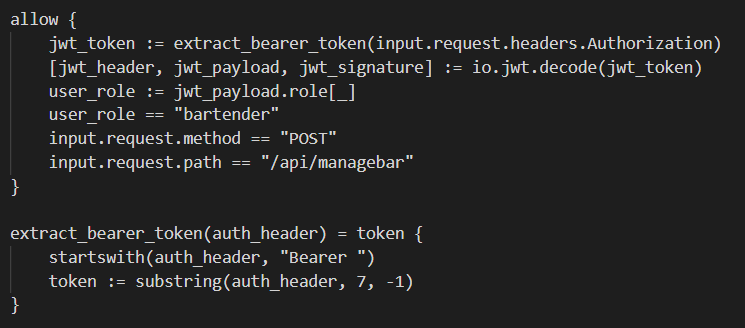 allow {
    jwt_token := extract_bearer_token(input.request.headers.Authorization)
    [jwt_header, jwt_payload, jwt_signature] := io.jwt.decode(jwt_token)
    user_role := jwt_payload.role[_]
    user_role == "bartender"
    input.request.method == "POST"
    input.request.path == "/api/managebar"
}

extract_bearer_token(auth_header) = token {
    startswith(auth_header, "Bearer ")
    token := substring(auth_header, 7, -1)
}